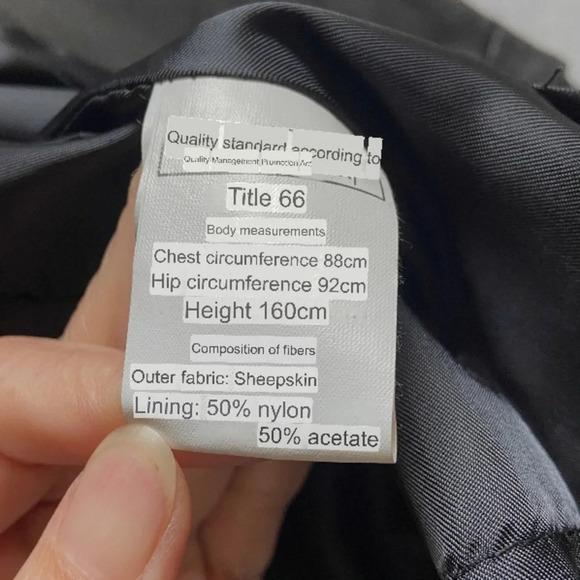 Quality standard according to
Quality Management Promotion Act
Title 66
Body measurements
Chest circumference 88cm
Hip circumference 92cm
Height 160cm
Composition of fibers
Outer fabric: Sheepskin
Lining: 50% nylon
50% acetate